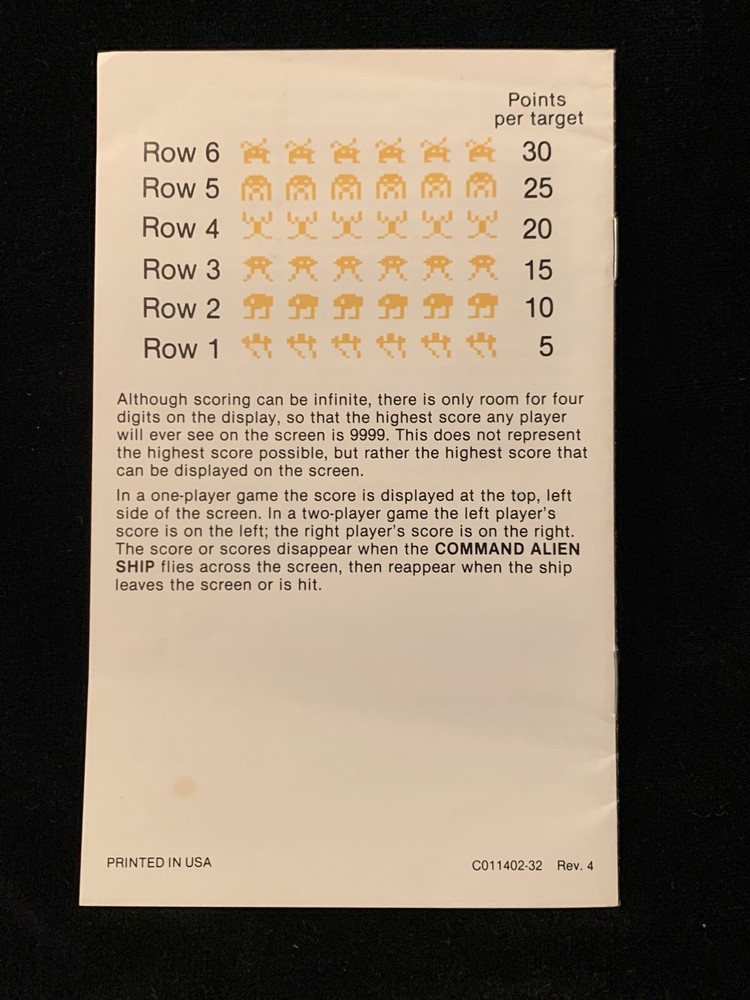 Points
per target
Row 6 30
Row 5 25
Row 4 20
Row 3 15
Row 2 10
Row 1 5
Although scoring can be infinite, there is only room for four
digits on the display, so that the highest score any player
will ever see on the screen is 9999. This does not represent
the highest score possible, but rather the highest score that
can be displayed on the screen.
In a one-player game the score is displayed at the top, left
side of the screen. In a two-player game the left player's
score is on the left; the right player's score is on the right.
The score or scores disappear when the COMMAND ALIEN
SHIP flies across the screen, then reappear when the ship
leaves the screen or is hit.
PRINTED IN USA
C011402-32 Rev. 4